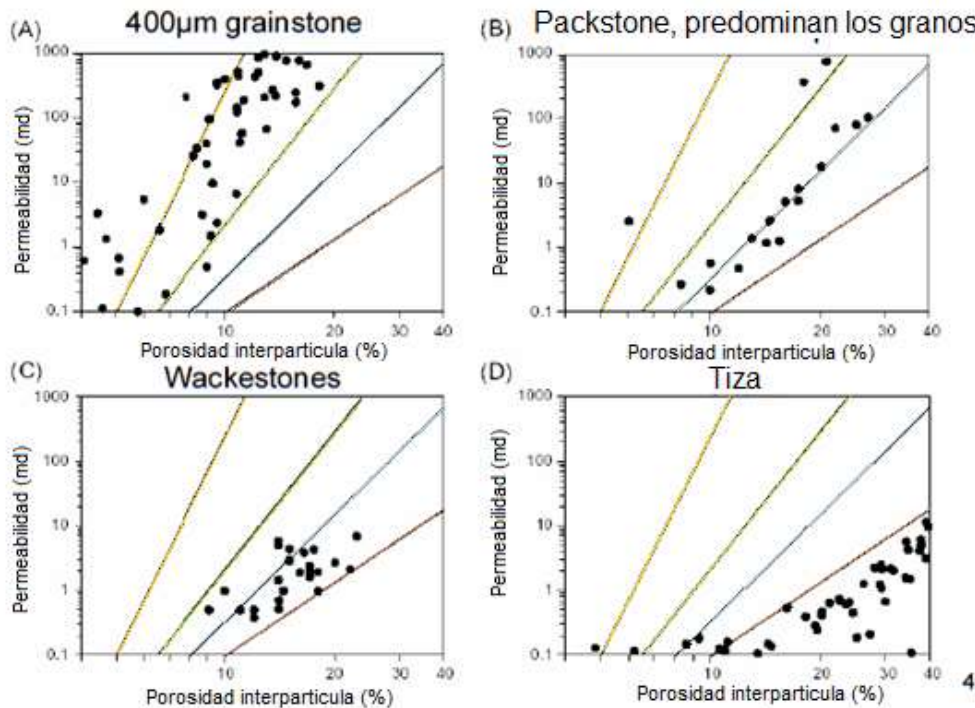 (A) 400µm grainstone
1000
100
10
1
0.1
Permeabilidad (md)
10 20 30 40
Porosidad interparticula (%)
(B) Packstone, predominan los granos
1000
100
10
1
0.1
Permeabilidad (md)
10 20 30 40
Porosidad interparticula (%)
(C) Wackestones
1000
100
10
1
0.1
Permeabilidad (md)
10 20 30 40
Porosidad interparticula (%)
(D) Tiza
1000
100
10
1
0.1
Permeabilidad (md)
10 20 30 40
Porosidad interparticula (%)
4